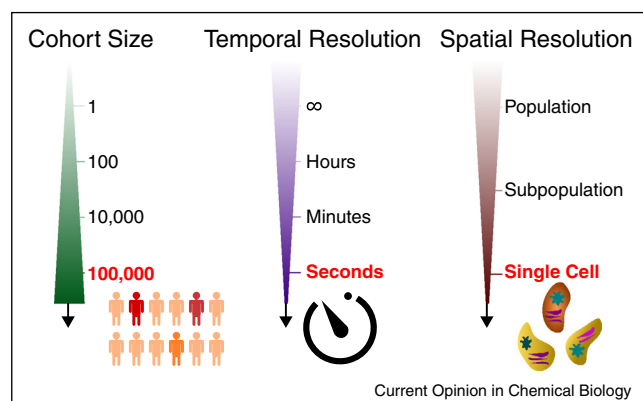 Cohort Size
1
100
10,000
100,000
Temporal Resolution
∞
Hours
Minutes
Seconds
Spatial Resolution
Population
Subpopulation
Single Cell
Current Opinion in Chemical Biology